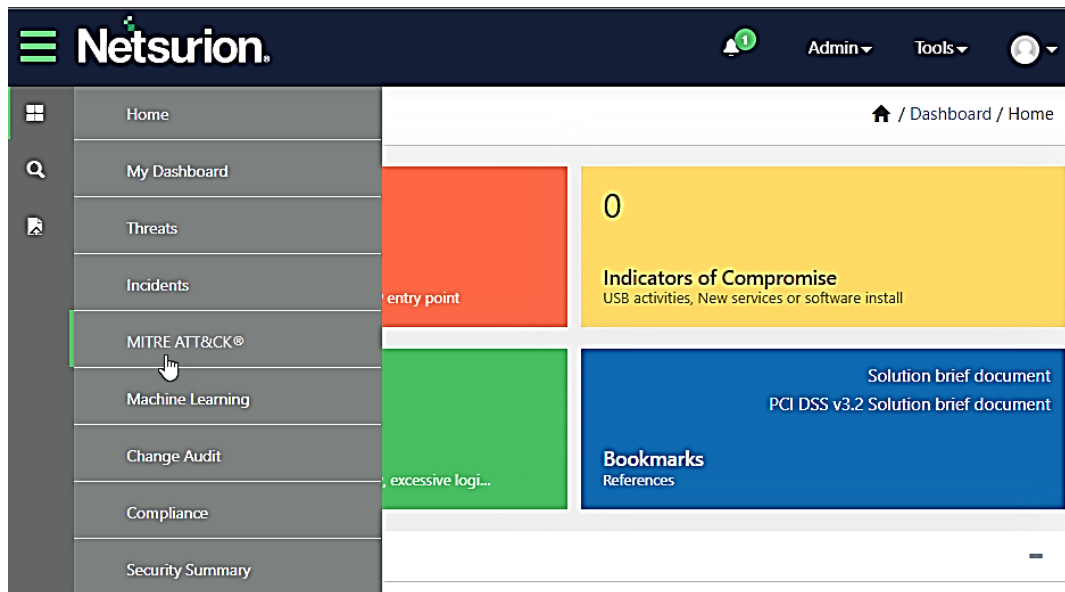 Netsurion.
1
Admin
Tools
Home
My Dashboard
Threats
Incidents
MITRE ATT&CK®
Machine Learning
Change Audit
Compliance
Security Summary
/ Dashboard / Home
entry point
0
Indicators of Compromise
USB activities, New services or software install
, excessive logi...
Solution brief document
PCI DSS v3.2 Solution brief document
Bookmarks
References